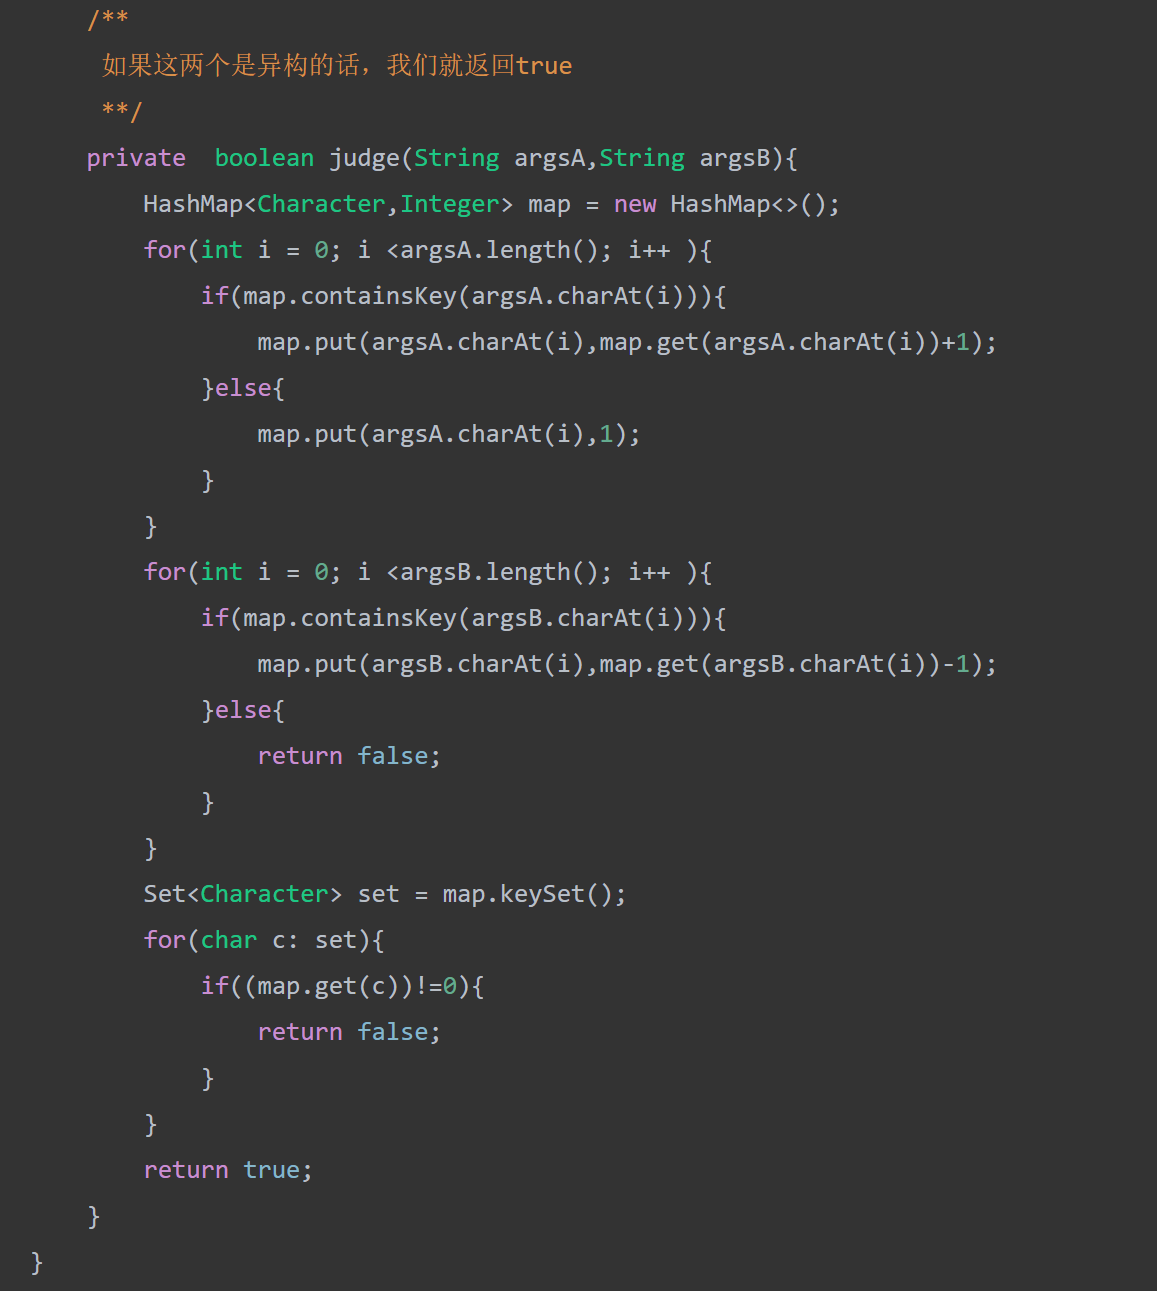 /**
如果这两个是异构的话，我们就返回true
**/
private  boolean judge(String argsA,String argsB){
HashMap<Character,Integer> map = new HashMap<>();
for(int i = 0; i <argsA.length(); i++ ){
if(map.containsKey(argsA.charAt(i))){
map.put(argsA.charAt(i),map.get(argsA.charAt(i))+1);
}else{
map.put(argsA.charAt(i),1);
}
}
for(int i = 0; i <argsB.length(); i++ ){
if(map.containsKey(argsB.charAt(i))){
map.put(argsB.charAt(i),map.get(argsB.charAt(i))-1);
}else{
return false;
}
}
Set<Character> set = map.keySet();
for(char c: set){
if((map.get(c))!=0){
return false;
}
}
return true;
}
}